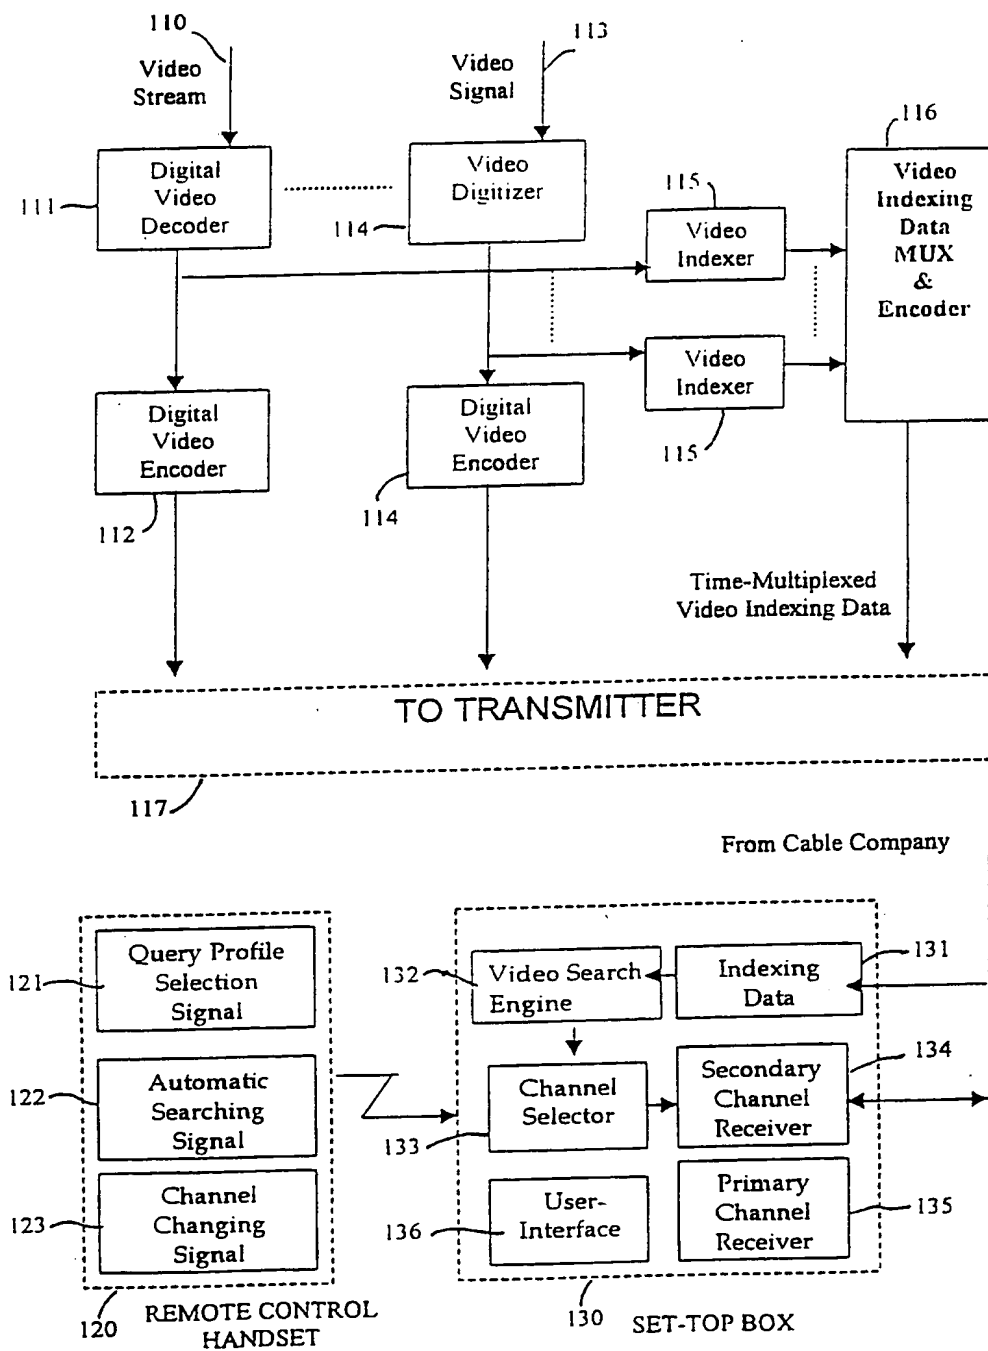 110
113
Video
Stream
Video
Signal
116
Digital
Video
Decoder
111
Video
Digitizer
114
115
Video
Indexer
Video
Indexing
Data
MUX
&
Encoder
Video
Indexer
115
Digital
Video
Encoder
112
Digital
Video
Encoder
114
Time-Multiplexed
Video Indexing Data
TO TRANSMITTER
117
From Cable Company
Query Profile
Selection
Signal
121
Automatic
Searching
Signal
122
Channel
Changing
Signal
123
120
REMOTE CONTROL
HANDSET
132
Video Search
Engine
Indexing
Data
131
Channel
Selector
133
Secondary
Channel
Receiver
134
User-
Interface
136
Primary
Channel
Receiver
135
130
SET-TOP BOX